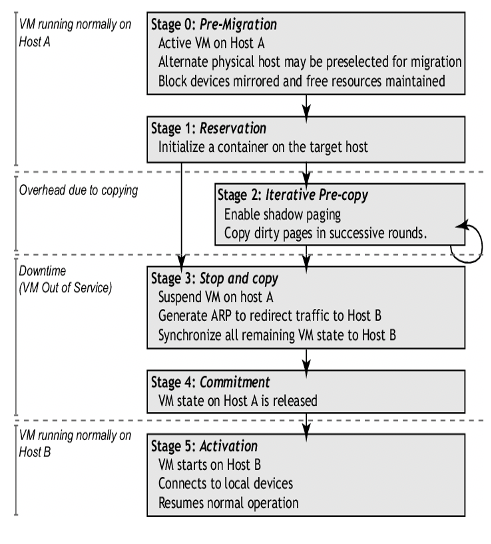 VM running normally on
Host A
Stage 0: Pre-Migration
Active VM on Host A
Alternate physical host may be preselected for migration
Block devices mirrored and free resources maintained
Stage 1: Reservation
Initialize a container on the target host
Overhead due to copying
Stage 2: Iterative Pre-copy
Enable shadow paging
Copy dirty pages in successive rounds.
Downtime
(VM Out of Service)
Stage 3: Stop and copy
Suspend VM on host A
Generate ARP to redirect traffic to Host B
Synchronize all remaining VM state to Host B
Stage 4: Commitment
VM state on Host A is released
VM running normally on
Host B
Stage 5: Activation
VM starts on Host B
Connects to local devices
Resumes normal operation